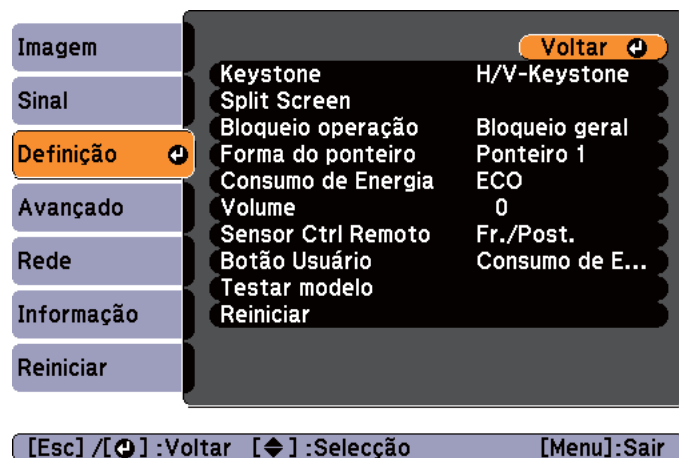 Imagem
Sinal
Definição
Avançado
Rede
Informação
Reiniciar
Voltar
Keystone H/V-Keystone
Split Screen
Bloqueio operação Bloqueio geral
Forma do ponteiro Ponteiro 1
Consumo de Energia ECO
Volume 0
Sensor Ctrl Remoto Fr./Post.
Botão Usuário Consumo de E...
Testar modelo
Reiniciar
[Esc] /[⏎] :Voltar [◆] :Selecção [Menu]:Sair